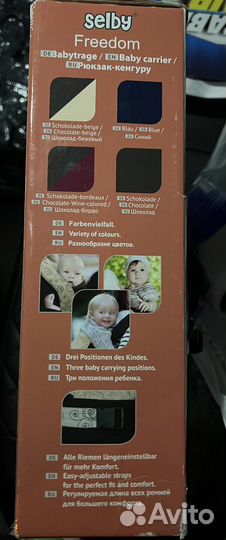 selby
Freedom
DE Babytrage / EN Baby carrier /
RU Рюкзак-кенгуру
DE Schokolade-beige /
EN Chocolate-beige /
RU Шоколад-бежевый
DE Blau / EN Blue /
RU Синий
DE Schokolade-bordeaux /
EN Chocolate-Wine-colored /
RU Шоколад-бордо
DE Schokolade /
EN Chocolate /
RU Шоколад
DE Farbenvielfalt.
EN Variety of colours.
RU Разнообразие цветов.
DE Drei Positionen des Kindes.
EN Three baby carrying positions.
RU Три положения ребенка.
DE Alle Riemen längeneinstellbar
für mehr Komfort.
EN Easy-adjustable straps
for the perfect fit and comfort.
RU Регулируемая длина всех ремней
для большего комфорта.
Avito